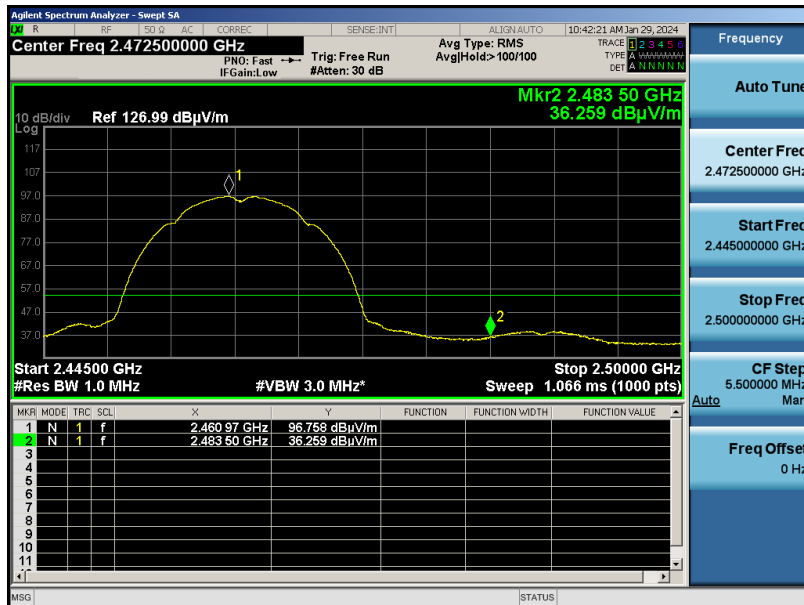 Agilent Spectrum Analyzer - Swept SA
LXI R RF 50 Ω AC CORREC SENSE:INT ALIGN AUTO 10:42:21 AM Jan 29, 2024
Center Freq 2.472500000 GHz
PNO: Fast
IFGain:Low
Trig: Free Run
#Atten: 30 dB
Avg Type: RMS
Avg|Hold:>100/100
TRACE 1 2 3 4 5 6
TYPE A
DET A N N N N N
Mkr2 2.483 50 GHz
36.259 dBµV/m
10 dB/div Ref 126.99 dBµV/m
Log
117
107
97.0
87.0
77.0
67.0
57.0
47.0
37.0
1
2
Start 2.44500 GHz Stop 2.50000 GHz
#Res BW 1.0 MHz #VBW 3.0 MHz* Sweep 1.066 ms (1000 pts)
MKR MODE TRC SCL X Y FUNCTION FUNCTION WIDTH FUNCTION VALUE
1 N 1 f 2.460 97 GHz 96.758 dBµV/m
2 N 1 f 2.483 50 GHz 36.259 dBµV/m
3
4
5
6
7
8
9
10
11
MSG STATUS
Frequency
Auto Tune
Center Freq
2.472500000 GHz
Start Freq
2.445000000 GHz
Stop Freq
2.500000000 GHz
CF Step
5.500000 MHz
Auto Man
Freq Offset
0 Hz